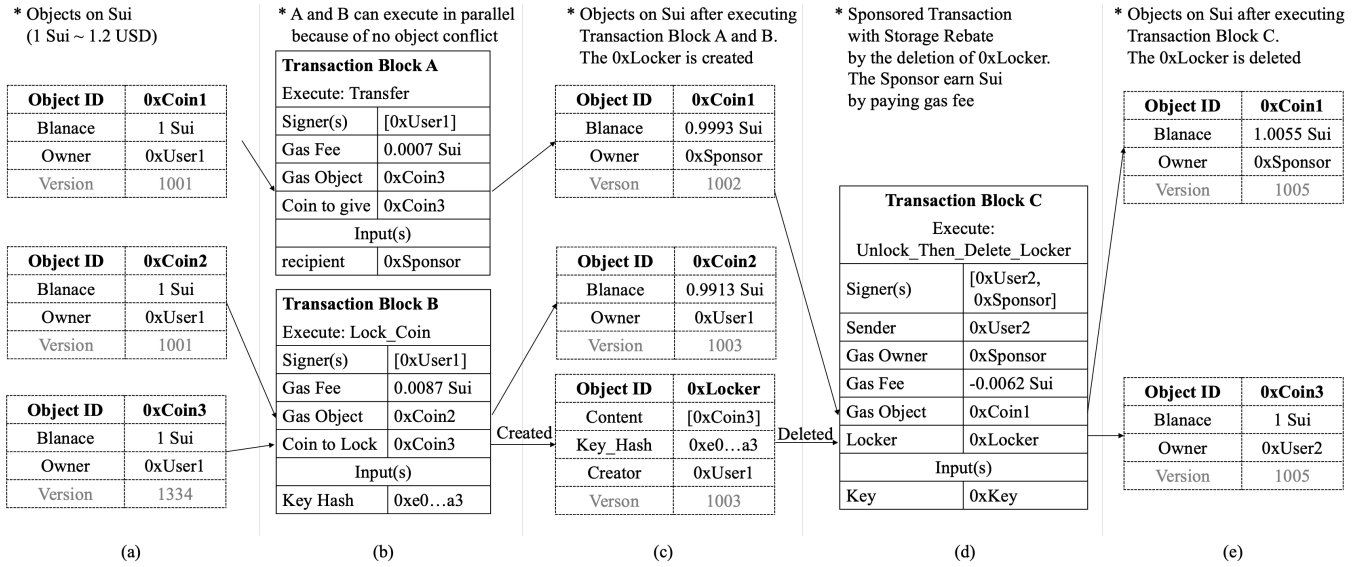 * Objects on Sui
(1 Sui ~ 1.2 USD)
Object ID 0xCoin1
Blanace 1 Sui
Owner 0xUser1
Version 1001
Object ID 0xCoin2
Blanace 1 Sui
Owner 0xUser1
Version 1001
Object ID 0xCoin3
Blanace 1 Sui
Owner 0xUser1
Version 1334
(a)
* A and B can execute in parallel
because of no object conflict
Transaction Block A
Execute: Transfer
Signer(s) [0xUser1]
Gas Fee 0.0007 Sui
Gas Object 0xCoin3
Coin to give 0xCoin3
Input(s)
recipient 0xSponsor
Transaction Block B
Execute: Lock_Coin
Signer(s) [0xUser1]
Gas Fee 0.0087 Sui
Gas Object 0xCoin2
Coin to Lock 0xCoin3
Input(s)
Key Hash 0xe0…a3
(b)
Created
* Objects on Sui after executing
Transaction Block A and B.
The 0xLocker is created
Object ID 0xCoin1
Blanace 0.9993 Sui
Owner 0xSponsor
Verson 1002
Object ID 0xCoin2
Blanace 0.9913 Sui
Owner 0xUser1
Version 1003
Object ID 0xLocker
Content [0xCoin3]
Key_Hash 0xe0…a3
Creator 0xUser1
Verson 1003
(c)
Deleted
* Sponsored Transaction
with Storage Rebate
by the deletion of 0xLocker.
The Sponsor earn Sui
by paying gas fee
Transaction Block C
Execute:
Unlock_Then_Delete_Locker
Signer(s) [0xUser2,
0xSponsor]
Sender 0xUser2
Gas Owner 0xSponsor
Gas Fee -0.0062 Sui
Gas Object 0xCoin1
Locker 0xLocker
Input(s)
Key 0xKey
(d)
* Objects on Sui after executing
Transaction Block C.
The 0xLocker is deleted
Object ID 0xCoin1
Blanace 1.0055 Sui
Owner 0xSponsor
Version 1005
Object ID 0xCoin3
Blanace 1 Sui
Owner 0xUser2
Version 1005
(e)